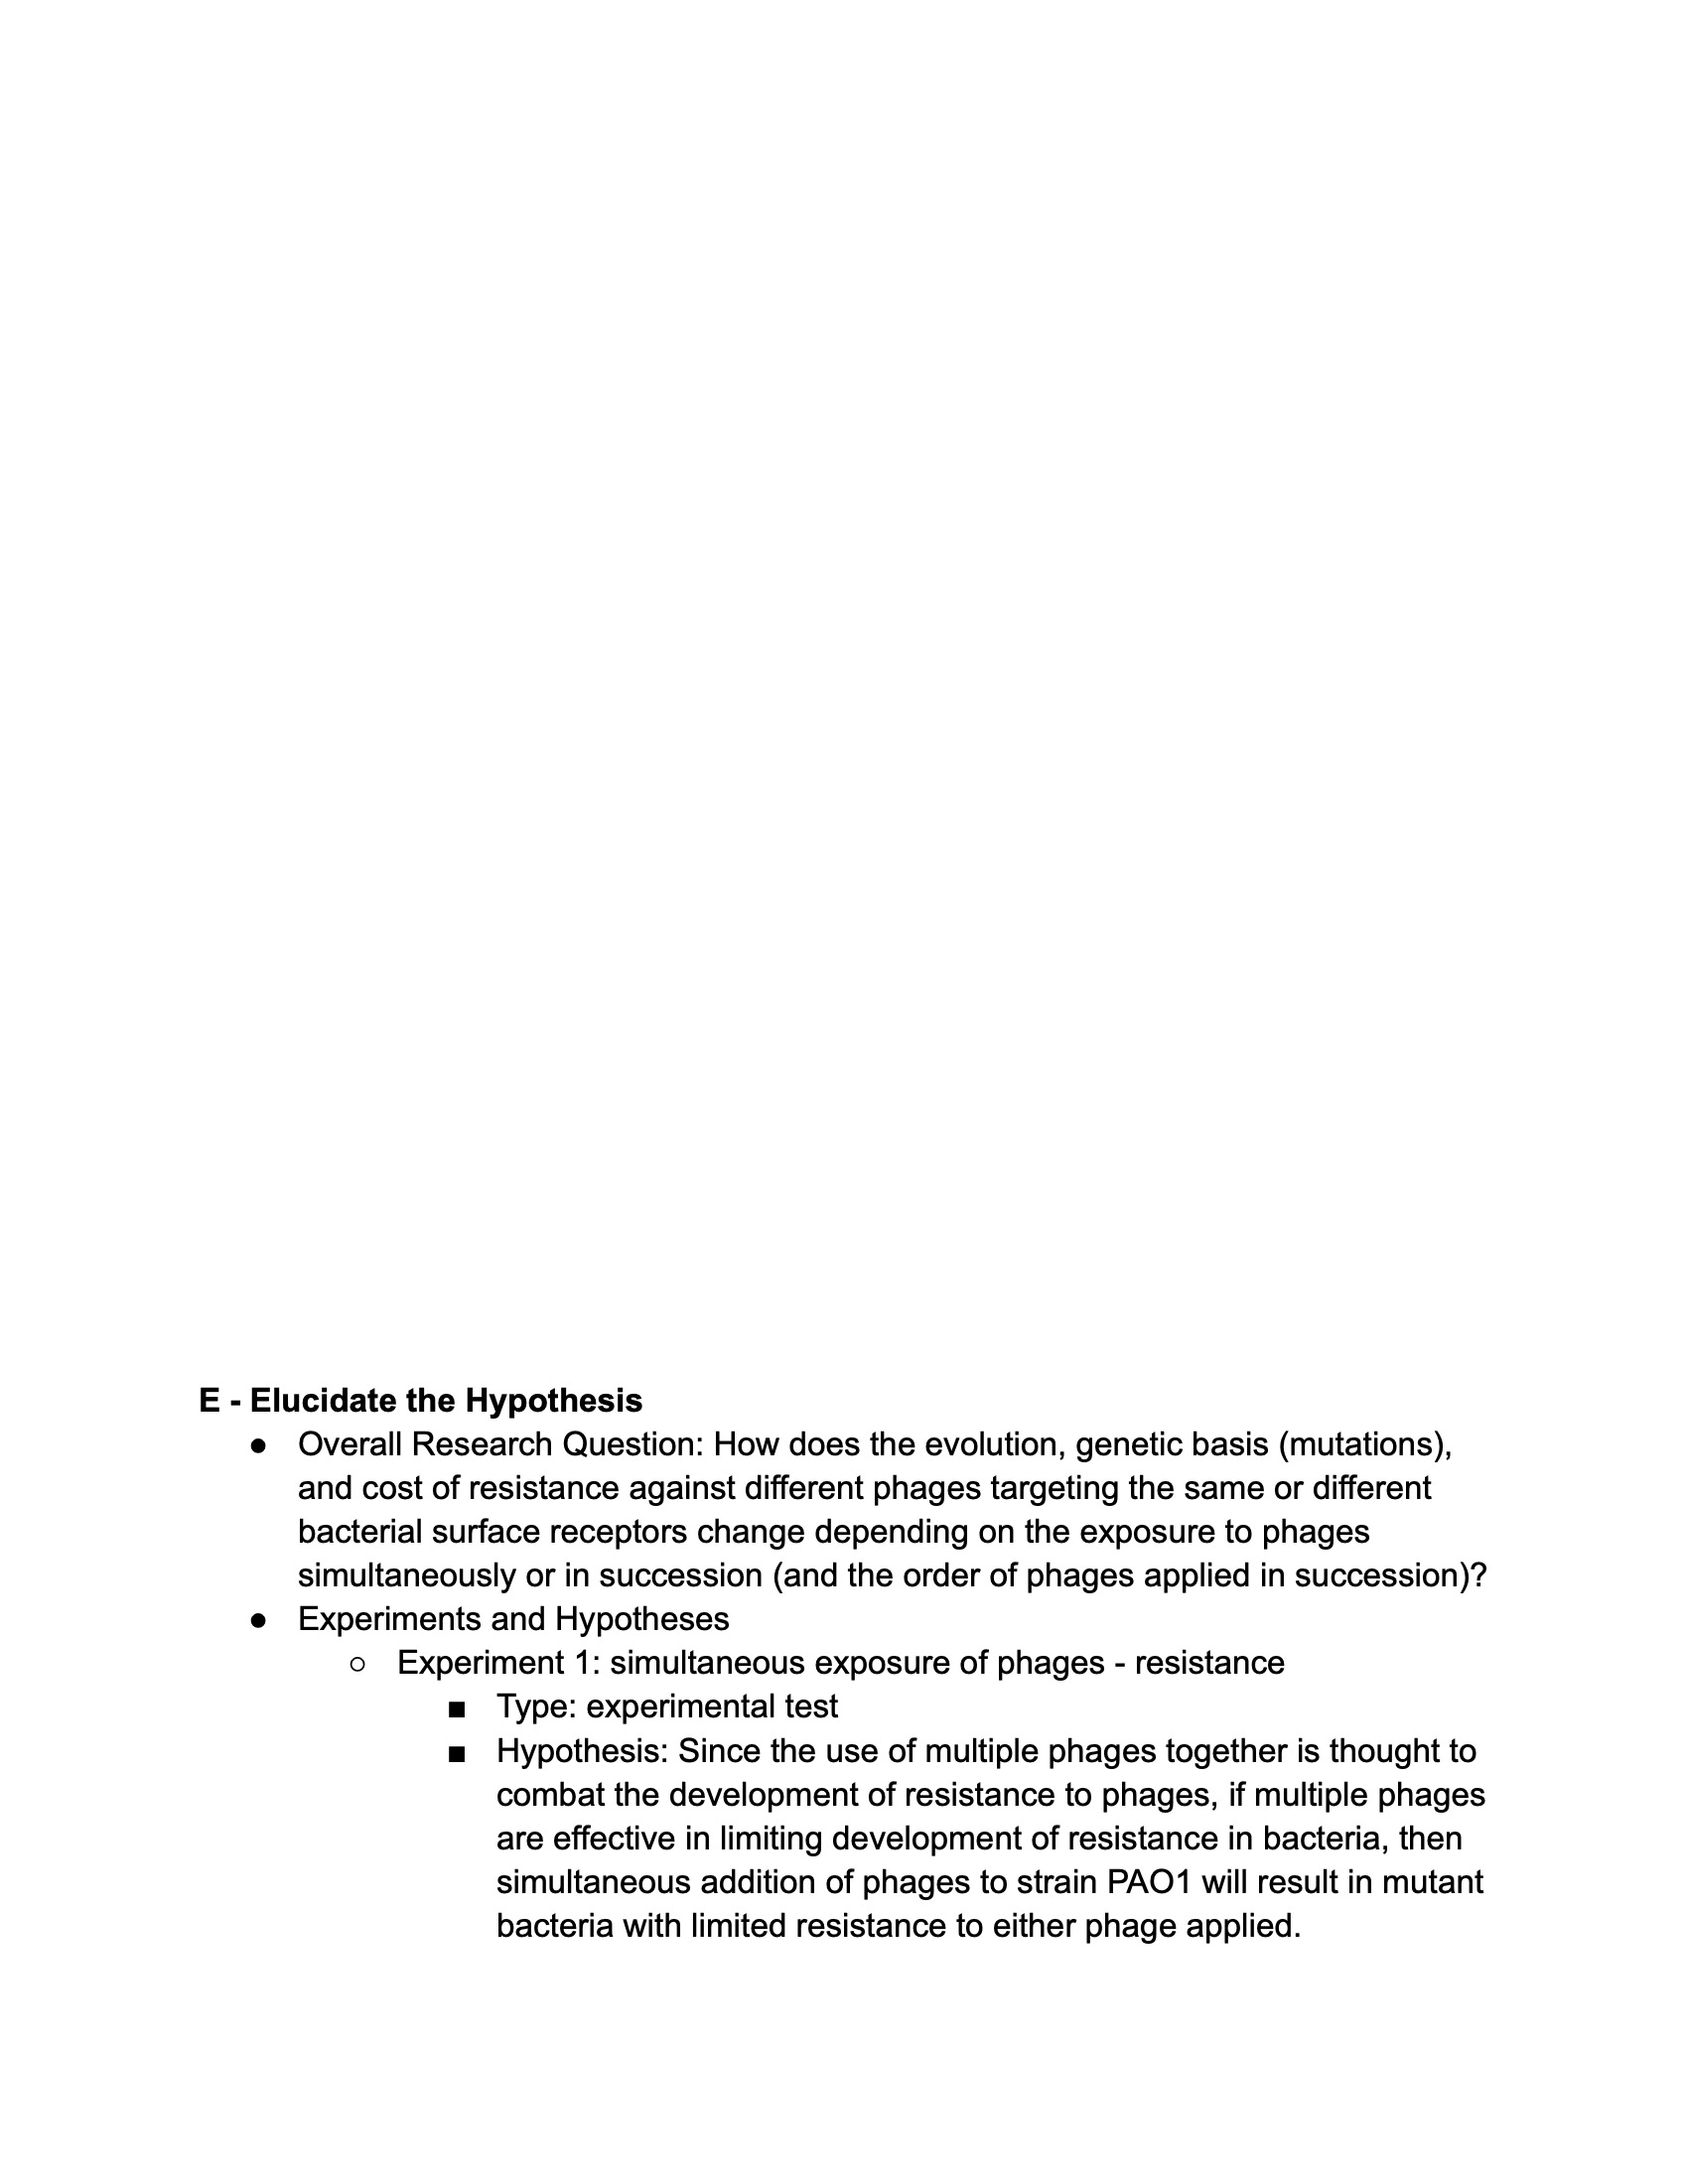 E - Elucidate the Hypothesis
● Overall Research Question: How does the evolution, genetic basis (mutations),
and cost of resistance against different phages targeting the same or different
bacterial surface receptors change depending on the exposure to phages
simultaneously or in succession (and the order of phages applied in succession)?
● Experiments and Hypotheses
○ Experiment 1: simultaneous exposure of phages - resistance
■ Type: experimental test
■ Hypothesis: Since the use of multiple phages together is thought to
combat the development of resistance to phages, if multiple phages
are effective in limiting development of resistance in bacteria, then
simultaneous addition of phages to strain PAO1 will result in mutant
bacteria with limited resistance to either phage applied.